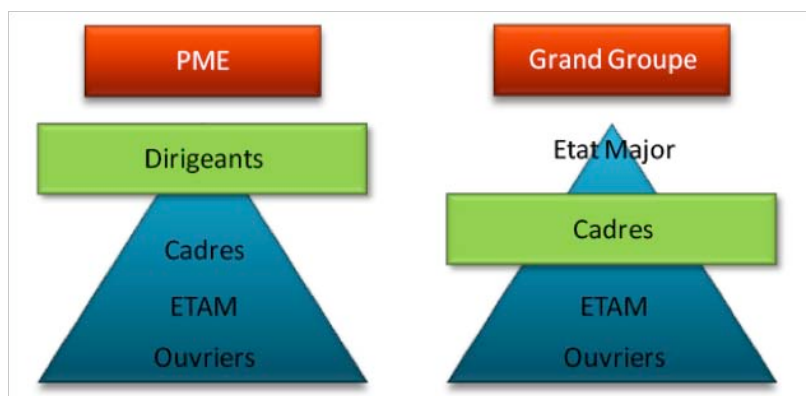 PME
Dirigeants
Cadres
ETAM
Ouvriers
Grand Groupe
Etat Major
Cadres
ETAM
Ouvriers